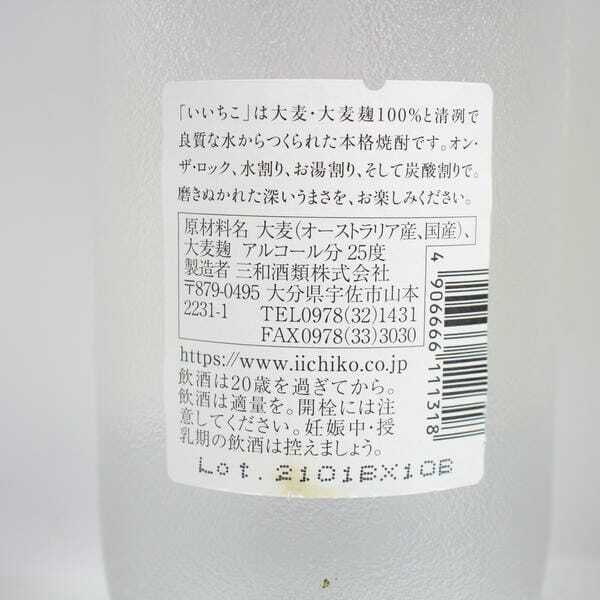 「いいちこ」は大麦・大麦麹100%と清冽で
良質な水からつくられた本格焼酎です。オン・
ザ・ロック、水割り、お湯割り、そして炭酸割りで。
磨きぬかれた深いうまさを、お楽しみください。
原材料名 大麦(オーストラリア産、国産)、
大麦麹 アルコール分 25度
製造者 三和酒類株式会社
〒879-0495 大分県宇佐市山本
2231-1 TEL0978(32)1431
FAX0978(33)3030
https://www.iichiko.co.jp
飲酒は20歳を過ぎてから。
飲酒は適量を。開栓には注
意してください。妊娠中・授
乳期の飲酒は控えましょう。
4 906666 111318
Lot.2101BX10B